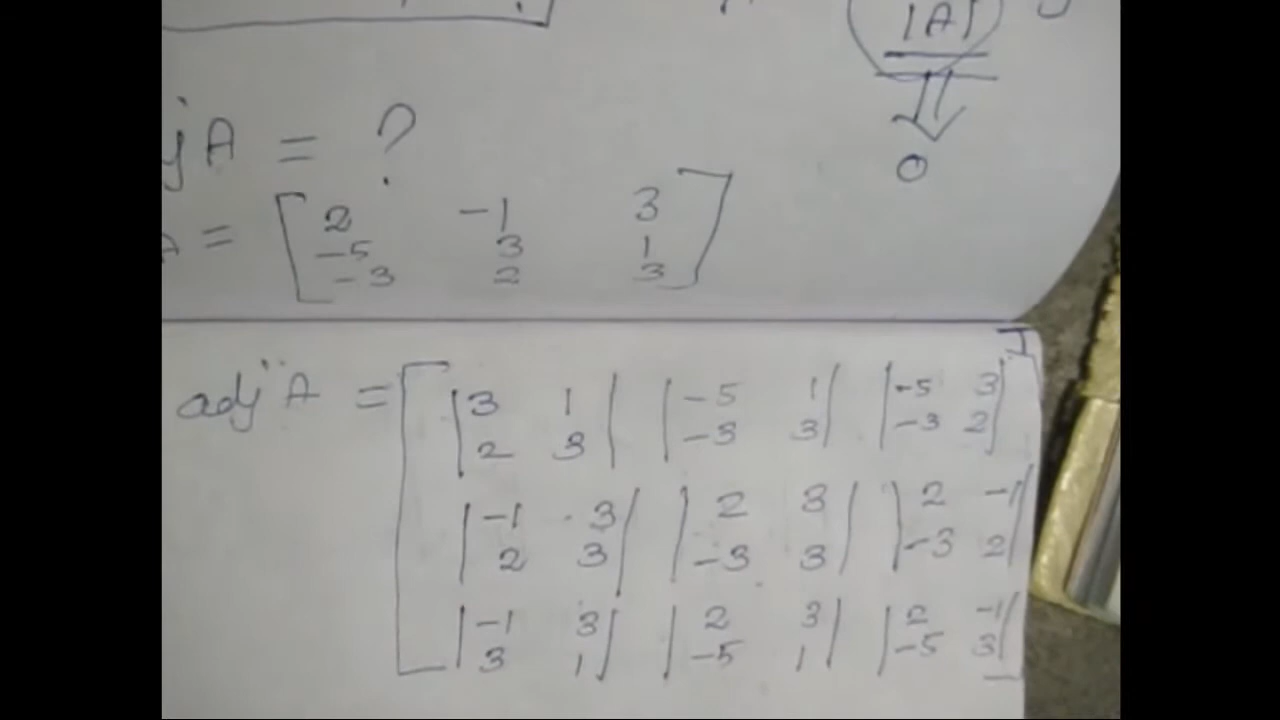 |A|
0
jA = ?
A = [ 2 -1 3
-5 3 1
-3 2 3 ]
adj A = [ |3 1| |-5 1| |-5 3|
|2 3| |-3 3| |-3 2|
|-1 3| |2 3| |2 -1|
|2 3| |-3 3| |-3 2|
|-1 3| |2 3| |2 -1|
|3 1| |-5 1| |-5 3| ]